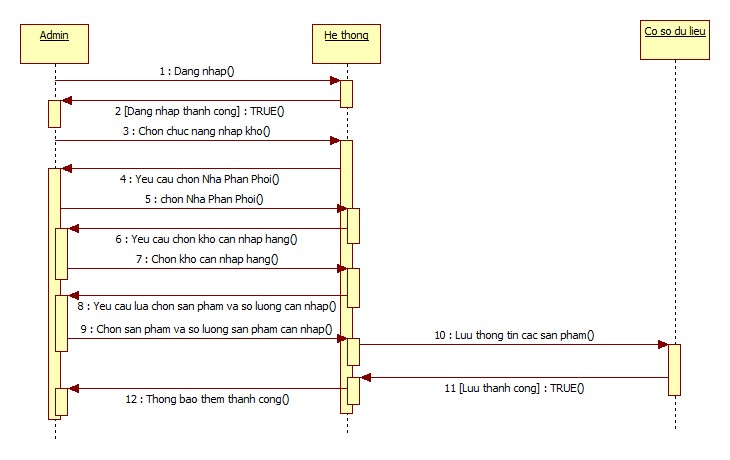 Admin
He thong
Co so du lieu
1 : Dang nhap()
2 [Dang nhap thanh cong] : TRUE()
3 : Chon chuc nang nhap kho()
4 : Yeu cau chon Nha Phan Phoi()
5 : chon Nha Phan Phoi()
6 : Yeu cau chon kho can nhap hang()
7 : Chon kho can nhap hang()
8 : Yeu cau lua chon san pham va so luong can nhap()
9 : Chon san pham va so luong san pham can nhap()
10 : Luu thong tin cac san pham()
11 [Luu thanh cong] : TRUE()
12 : Thong bao them thanh cong()